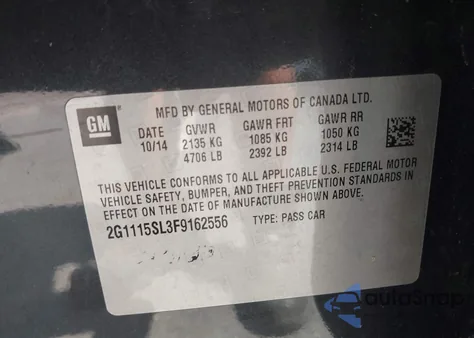 GM
MFD BY GENERAL MOTORS OF CANADA LTD.
DATE GVWR GAWR FRT GAWR RR
10/14 2135 KG 1085 KG 1050 KG
4706 LB 2392 LB 2314 LB
THIS VEHICLE CONFORMS TO ALL APPLICABLE U.S. FEDERAL MOTOR
VEHICLE SAFETY, BUMPER, AND THEFT PREVENTION STANDARDS IN
EFFECT ON THE DATE OF MANUFACTURE SHOWN ABOVE.
2G1115SL3F9162556 TYPE: PASS CAR
autoSnap